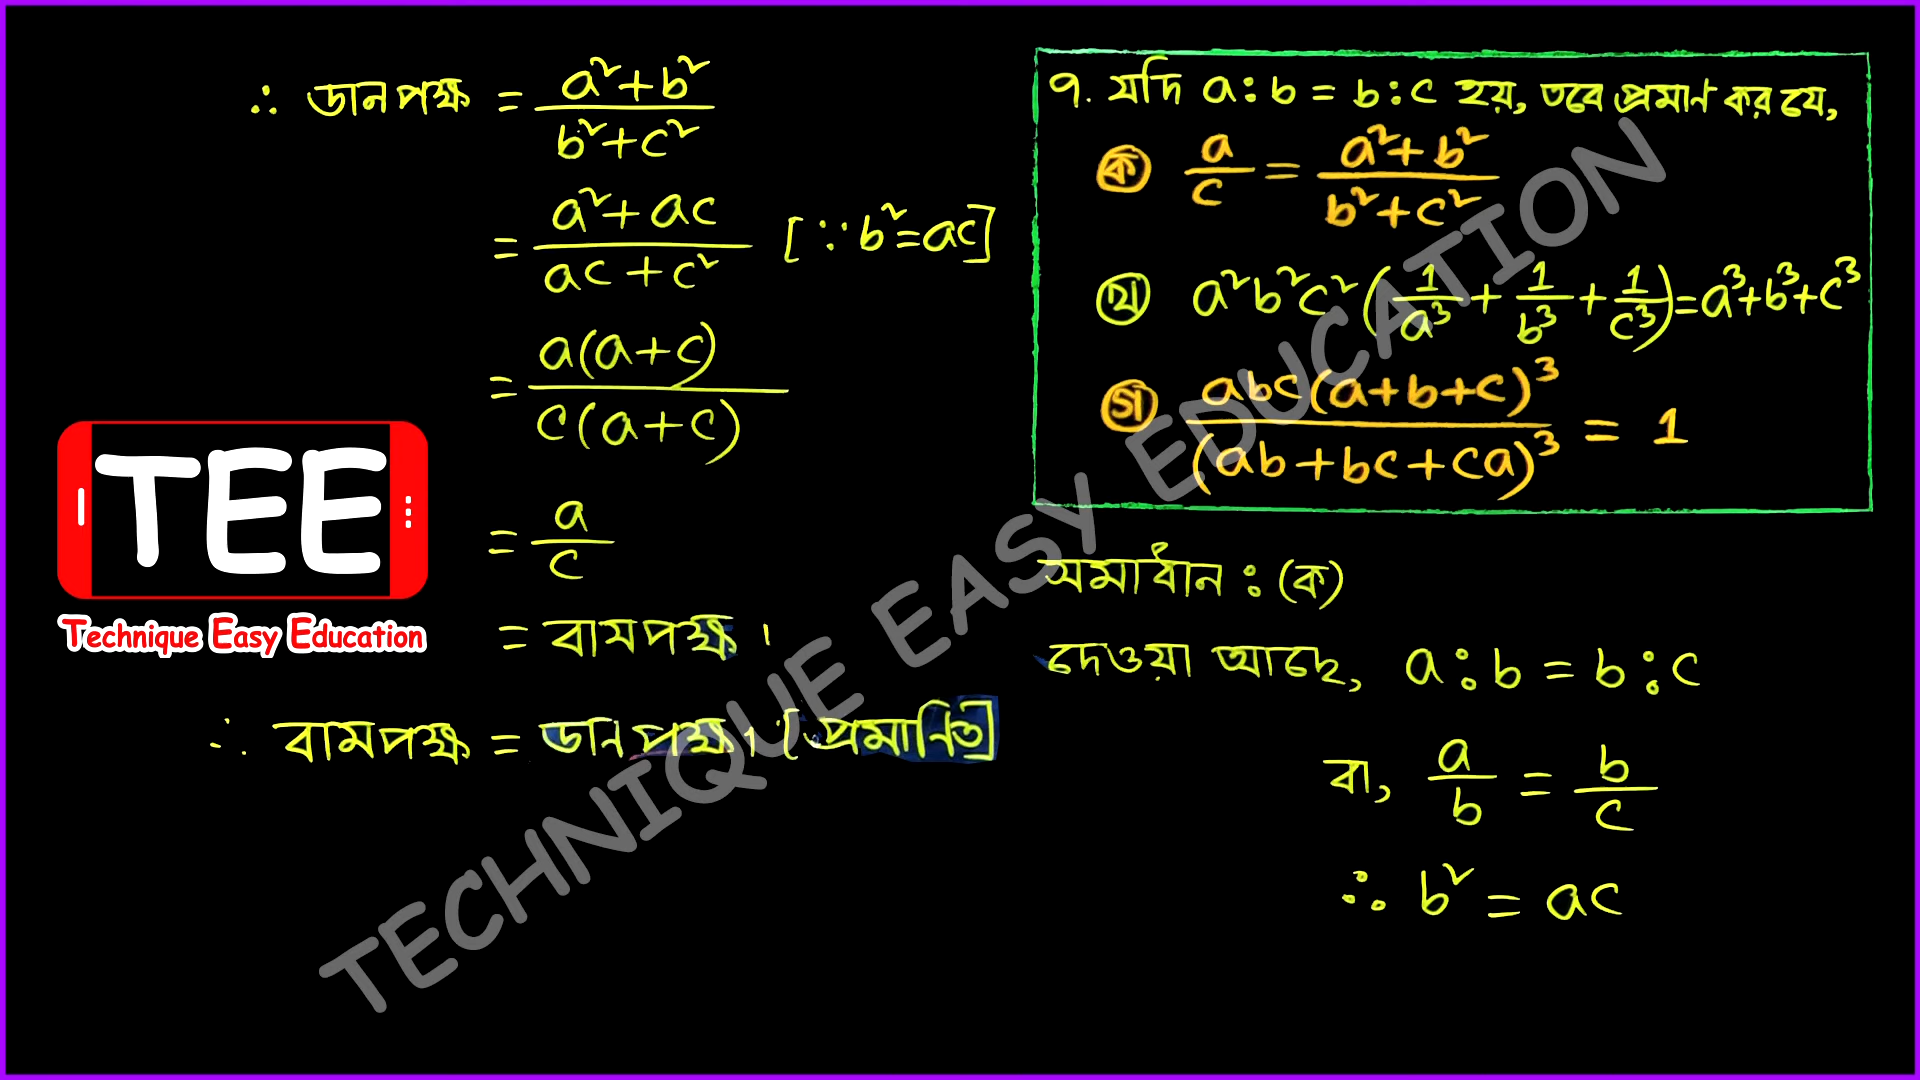 ৭. যদি a : b = b : c হয়, তবে প্রমাণ কর যে,
(ক) a/c = (a²+b²)/(b²+c²)
(খ) a²b²c²(1/a³ + 1/b³ + 1/c³) = a³+b³+c³
(গ) abc(a+b+c)³/(ab+bc+ca)³ = 1
সমাধান : (ক)
দেওয়া আছে, a : b = b : c
বা, a/b = b/c
∴ b² = ac
∴ ডানপক্ষ = (a²+b²)/(b²+c²)
= (a²+ac)/(ac+c²) [∵ b²=ac]
= a(a+c)/c(a+c)
= a/c
= বামপক্ষ ।
∴ বামপক্ষ = ডানপক্ষ। [প্রমাণিত]
TEE
Technique Easy Education
TECHNIQUE EASY EDUCATION